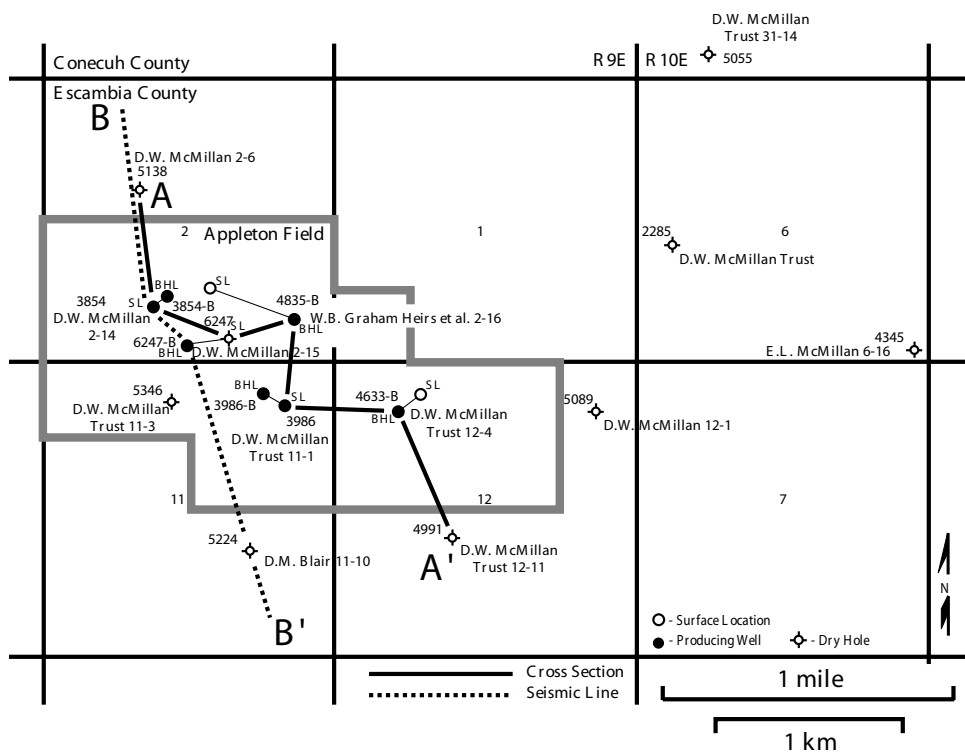 D.W. McMillan
Trust 31-14
5055
Conecuh County
R 9E
R 10E
Escambia County
B
D.W. McMillan 2-6
5138
A
2
Appleton Field
1
2285
6
D.W. McMillan Trust
BHL
SL
3854
SL
3854-B
4835-B
D.W. McMillan
2-14
6247
SL
BHL
W.B. Graham Heirs et al. 2-16
6247-B
BHL
D.W. McMillan 2-15
4345
E.L. McMillan 6-16
5346
D.W. McMillan
Trust 11-3
BHL
3986-B
SL
3986
D.W. McMillan
Trust 11-1
4633-B
SL
BHL
D.W. McMillan
Trust 12-4
5089
D.W. McMillan 12-1
11
12
7
5224
D.M. Blair 11-10
4991
D.W. McMillan
Trust 12-11
A'
B'
N
- Surface Location
- Producing Well
- Dry Hole
Cross Section
Seismic Line
1 mile
1 km